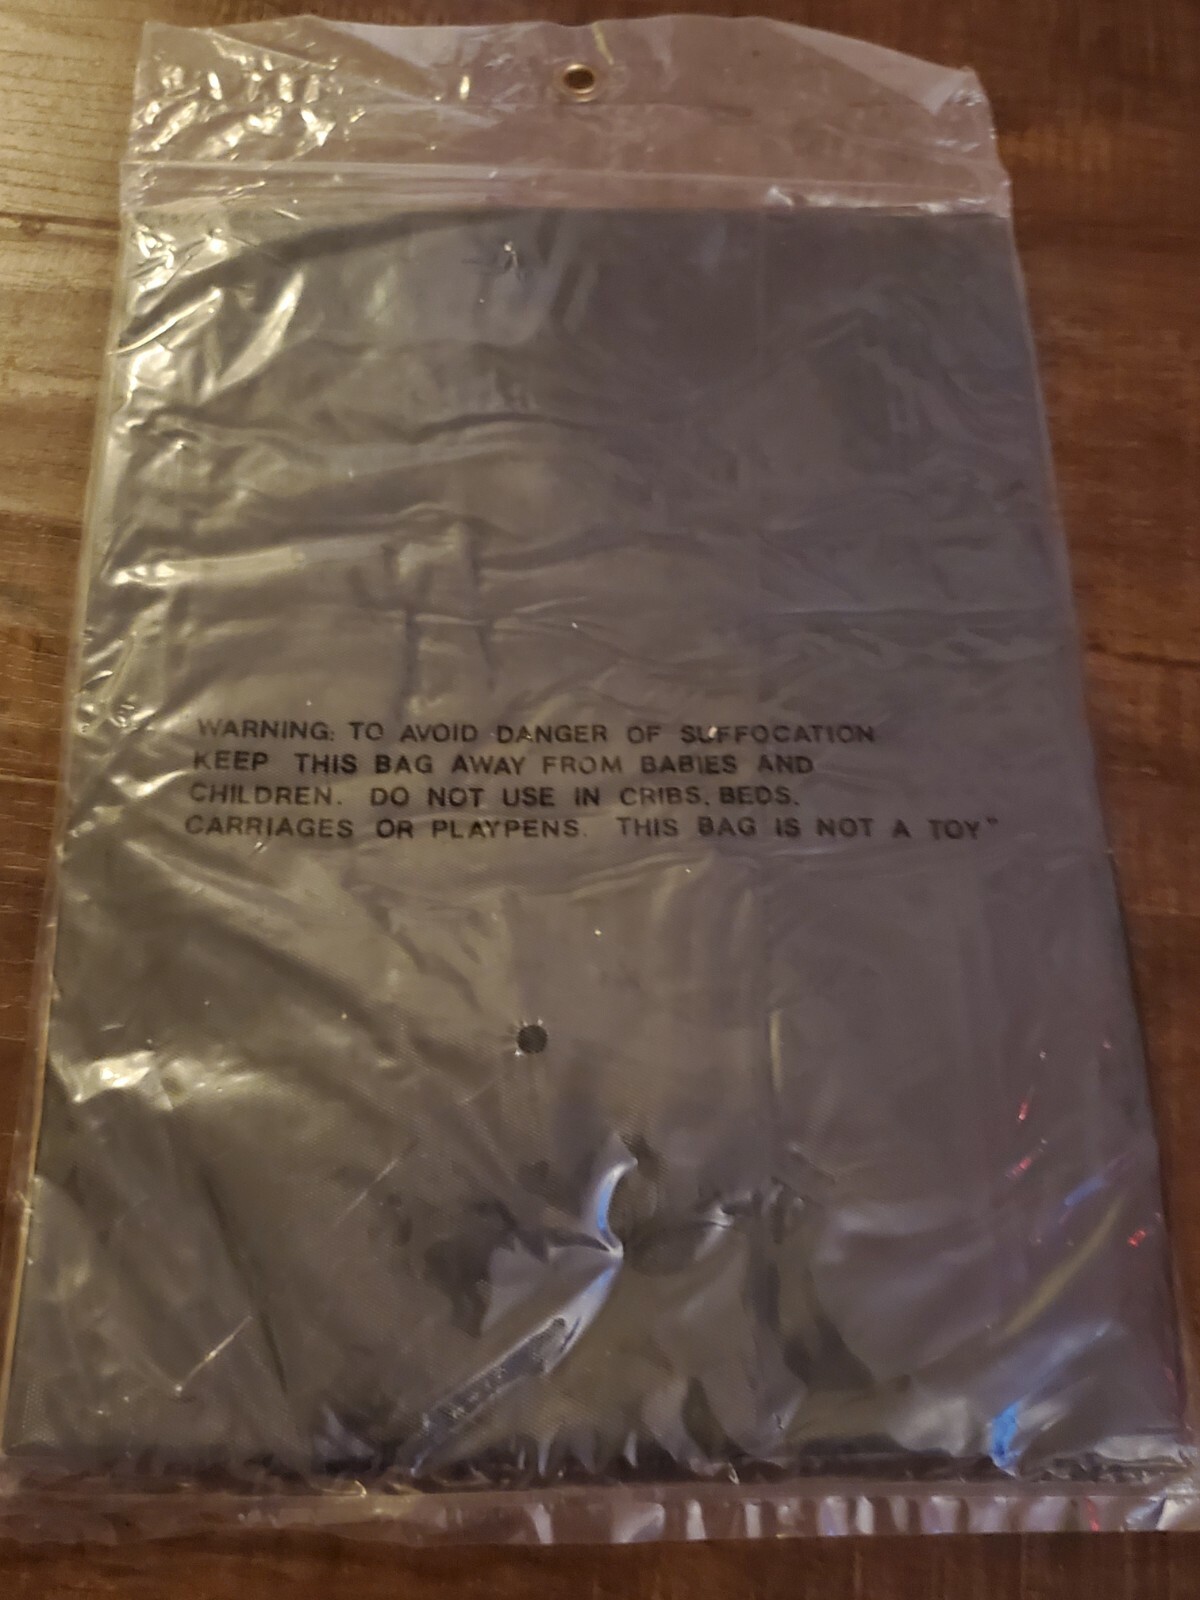 WARNING: TO AVOID DANGER OF SUFFOCATION
KEEP THIS BAG AWAY FROM BABIES AND
CHILDREN. DO NOT USE IN CRIBS, BEDS,
CARRIAGES OR PLAYPENS. THIS BAG IS NOT A TOY"